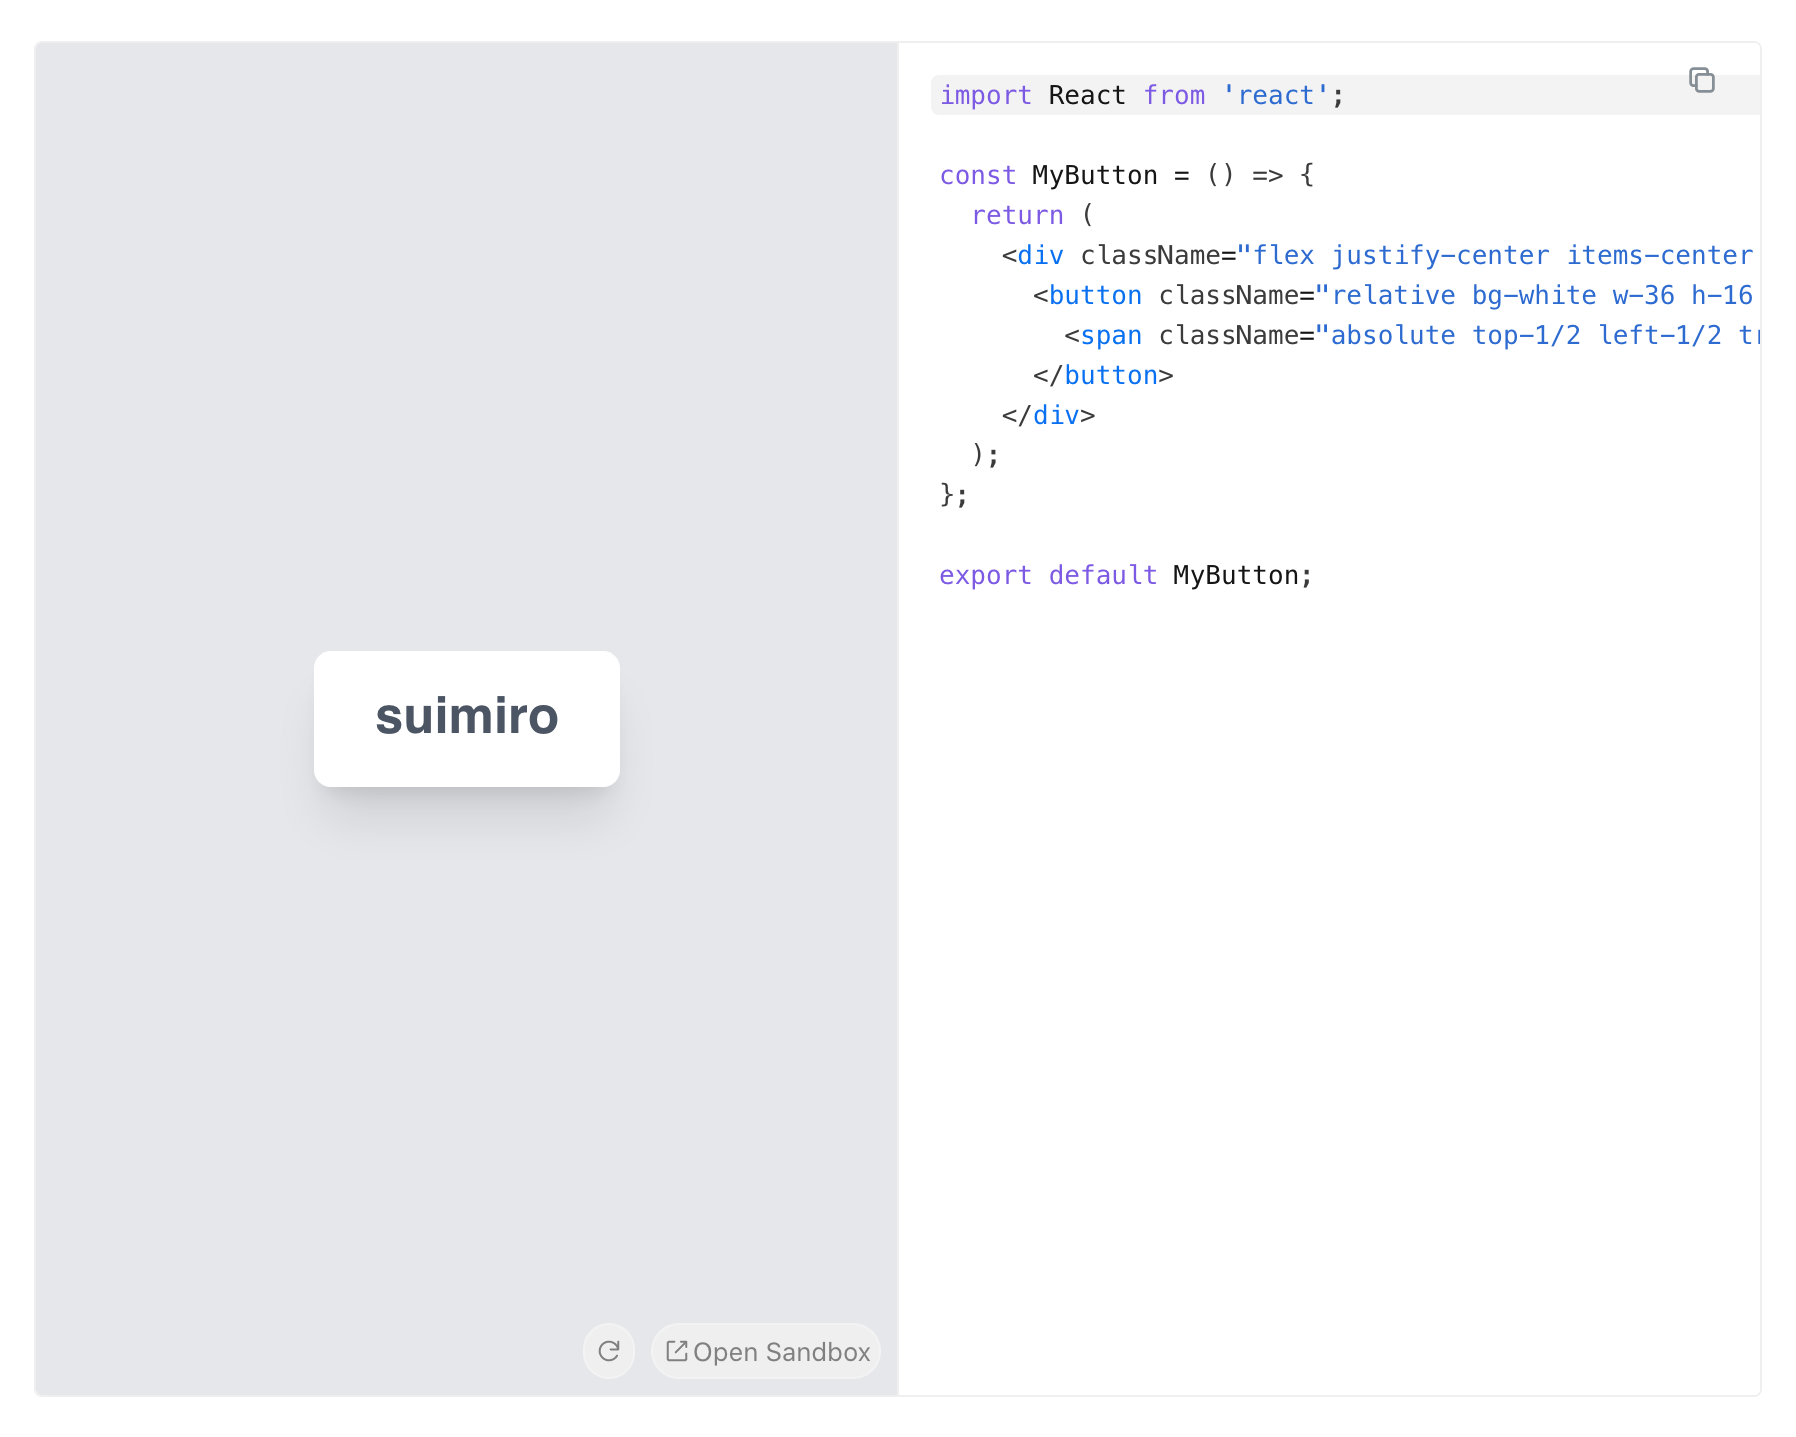 suimiro
Open Sandbox
import React from 'react';
const MyButton = () => {
return (
<div className="flex justify-center items-center
<button className="relative bg-white w-36 h-16
<span className="absolute top-1/2 left-1/2
</button>
</div>
);
};
export default MyButton;